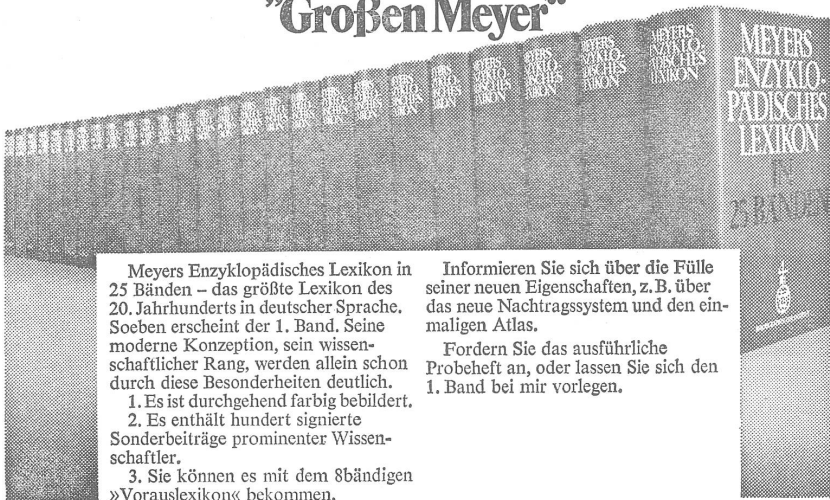 ”Großen Meyer“
MEYERS
ENZYKLO-
PÄDISCHES
LEXIKON
IN
25 BÄNDEN
Meyers Enzyklopädisches Lexikon in
25 Bänden – das größte Lexikon des
20. Jahrhunderts in deutscher Sprache.
Soeben erscheint der 1. Band. Seine
moderne Konzeption, sein wissen-
schaftlicher Rang, werden allein schon
durch diese Besonderheiten deutlich.
1. Es ist durchgehend farbig bebildert.
2. Es enthält hundert signierte
Sonderbeiträge prominenter Wissen-
schaftler.
3. Sie können es mit dem 8bändigen
»Vorauslexikon« bekommen.
Informieren Sie sich über die Fülle
seiner neuen Eigenschaften, z.B. über
das neue Nachtragssystem und den ein-
maligen Atlas.
Fordern Sie das ausführliche
Probeheft an, oder lassen Sie sich den
1. Band bei mir vorlegen.